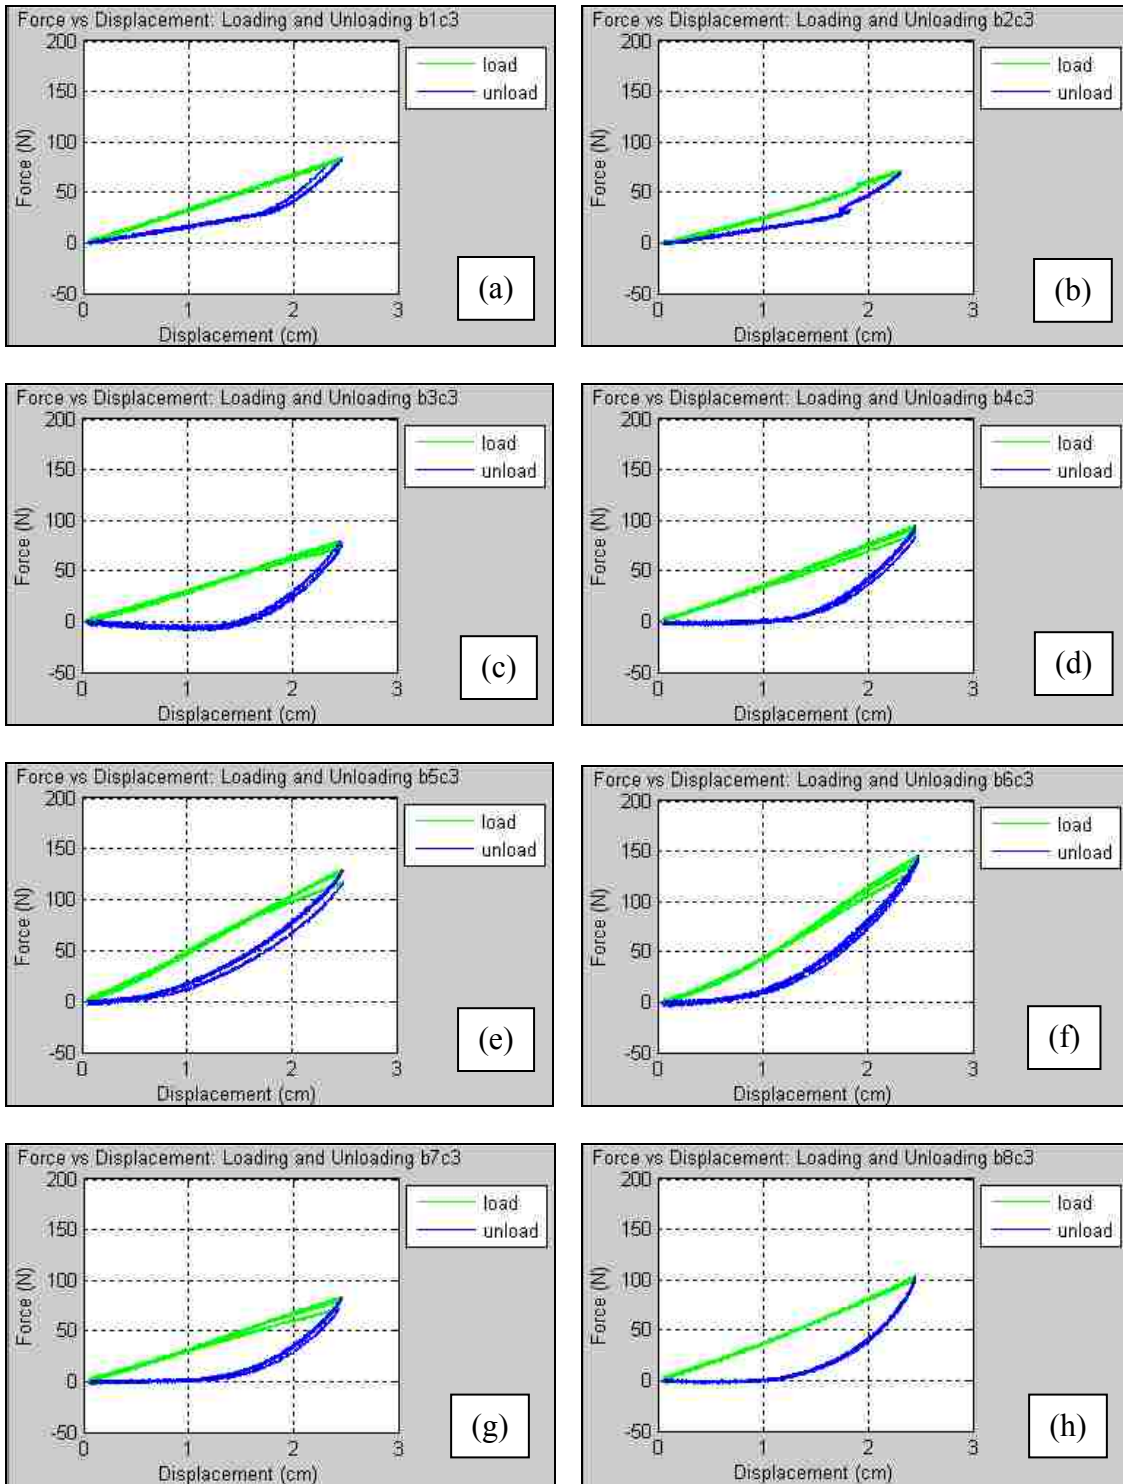 Force vs Displacement: Loading and Unloading b1c3
200
150
100
50
0
-50
0 1 2 3
Force (N)
Displacement (cm)
load
unload
(a)
Force vs Displacement: Loading and Unloading b2c3
200
150
100
50
0
-50
0 1 2 3
Force (N)
Displacement (cm)
load
unload
(b)
Force vs Displacement: Loading and Unloading b3c3
200
150
100
50
0
-50
0 1 2 3
Force (N)
Displacement (cm)
load
unload
(c)
Force vs Displacement: Loading and Unloading b4c3
200
150
100
50
0
-50
0 1 2 3
Force (N)
Displacement (cm)
load
unload
(d)
Force vs Displacement: Loading and Unloading b5c3
200
150
100
50
0
-50
0 1 2 3
Force (N)
Displacement (cm)
load
unload
(e)
Force vs Displacement: Loading and Unloading b6c3
200
150
100
50
0
-50
0 1 2 3
Force (N)
Displacement (cm)
load
unload
(f)
Force vs Displacement: Loading and Unloading b7c3
200
150
100
50
0
-50
0 1 2 3
Force (N)
Displacement (cm)
load
unload
(g)
Force vs Displacement: Loading and Unloading b8c3
200
150
100
50
0
-50
0 1 2 3
Force (N)
Displacement (cm)
load
unload
(h)